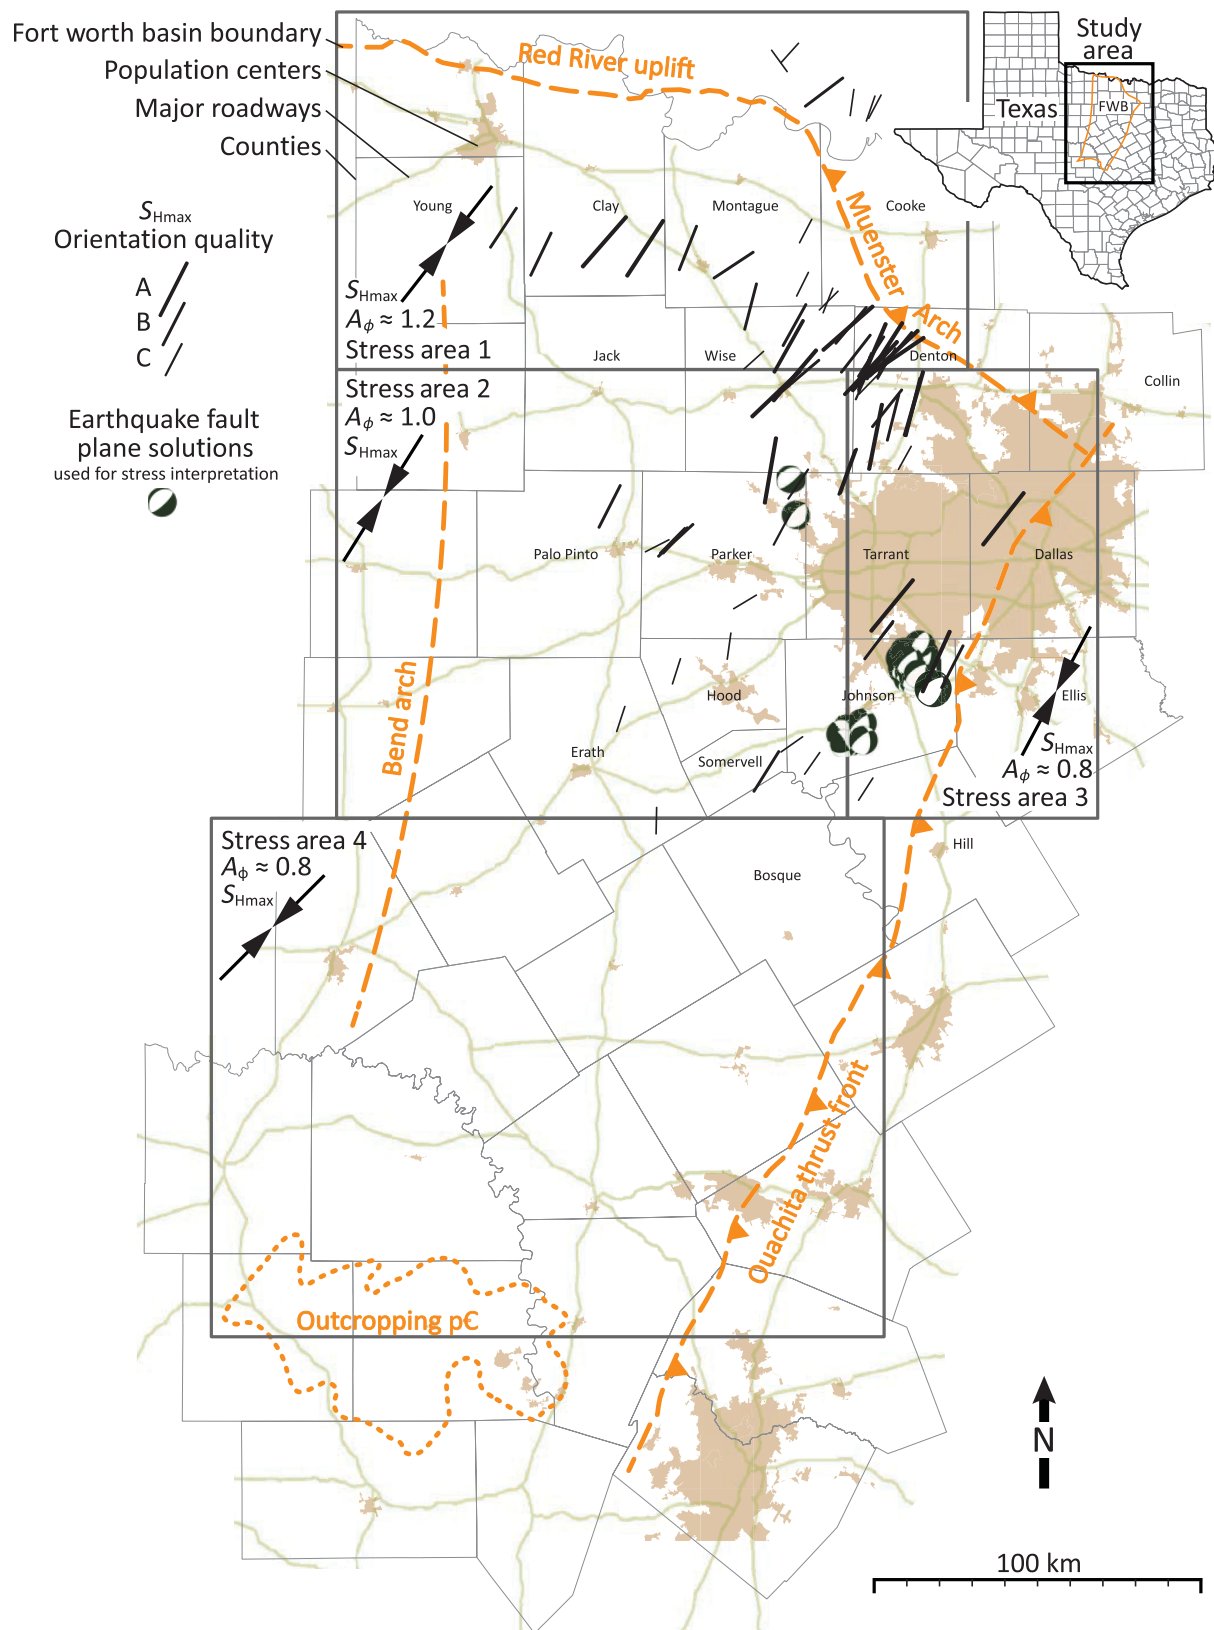 Fort worth basin boundary
Population centers
Major roadways
Counties
Red River uplift
Study
area
Texas
FWB
SHmax
Orientation quality
A
B
C
Earthquake fault
plane solutions
used for stress interpretation
Young
Clay
Montague
Cooke
Muenster
Arch
SHmax
Aϕ ≈ 1.2
Stress area 1
Jack
Wise
Denton
Collin
Stress area 2
Aϕ ≈ 1.0
SHmax
Palo Pinto
Parker
Tarrant
Dallas
Bend arch
Hood
Johnson
Ellis
Erath
Somervell
SHmax
Aϕ ≈ 0.8
Stress area 3
Stress area 4
Aϕ ≈ 0.8
SHmax
Hill
Bosque
Ouachita thrust front
Outcropping pЄ
N
100 km